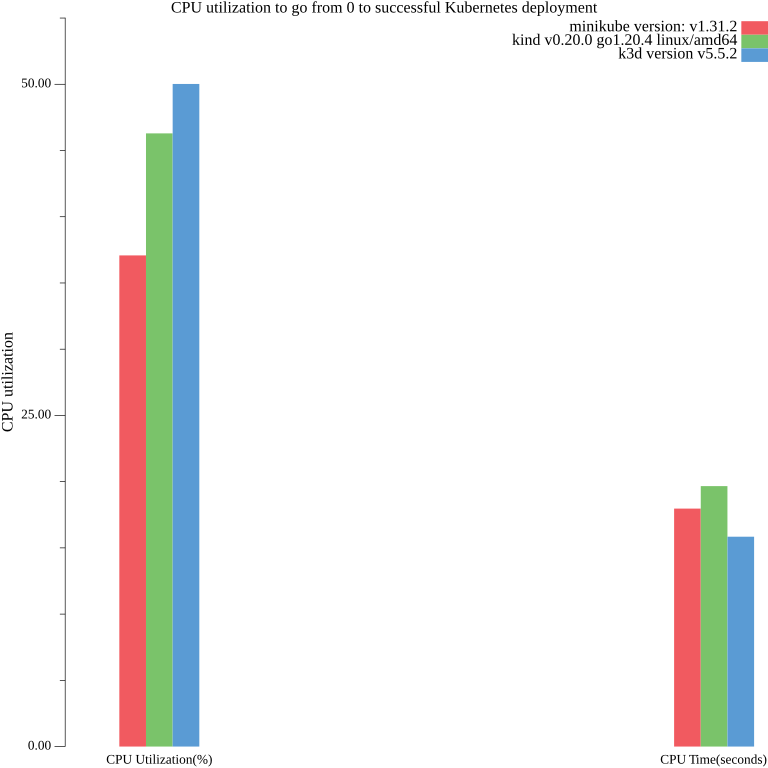 CPU utilization to go from 0 to successful Kubernetes deployment
minikube version: v1.31.2
kind v0.20.0 go1.20.4 linux/amd64
k3d version v5.5.2
50.00
CPU utilization
25.00
0.00
CPU Utilization(%)
CPU Time(seconds)